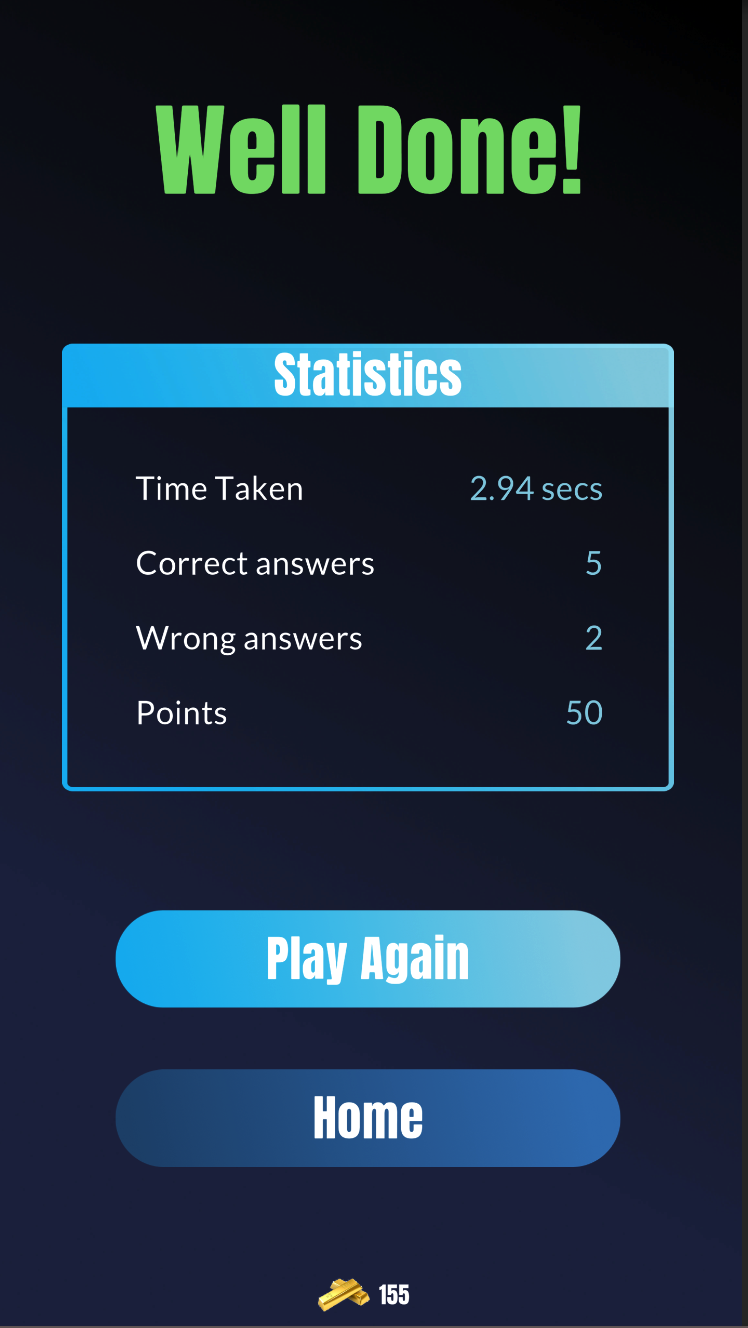 Well Done!
Statistics
Time Taken 2.94 secs
Correct answers 5
Wrong answers 2
Points 50
Play Again
Home
155